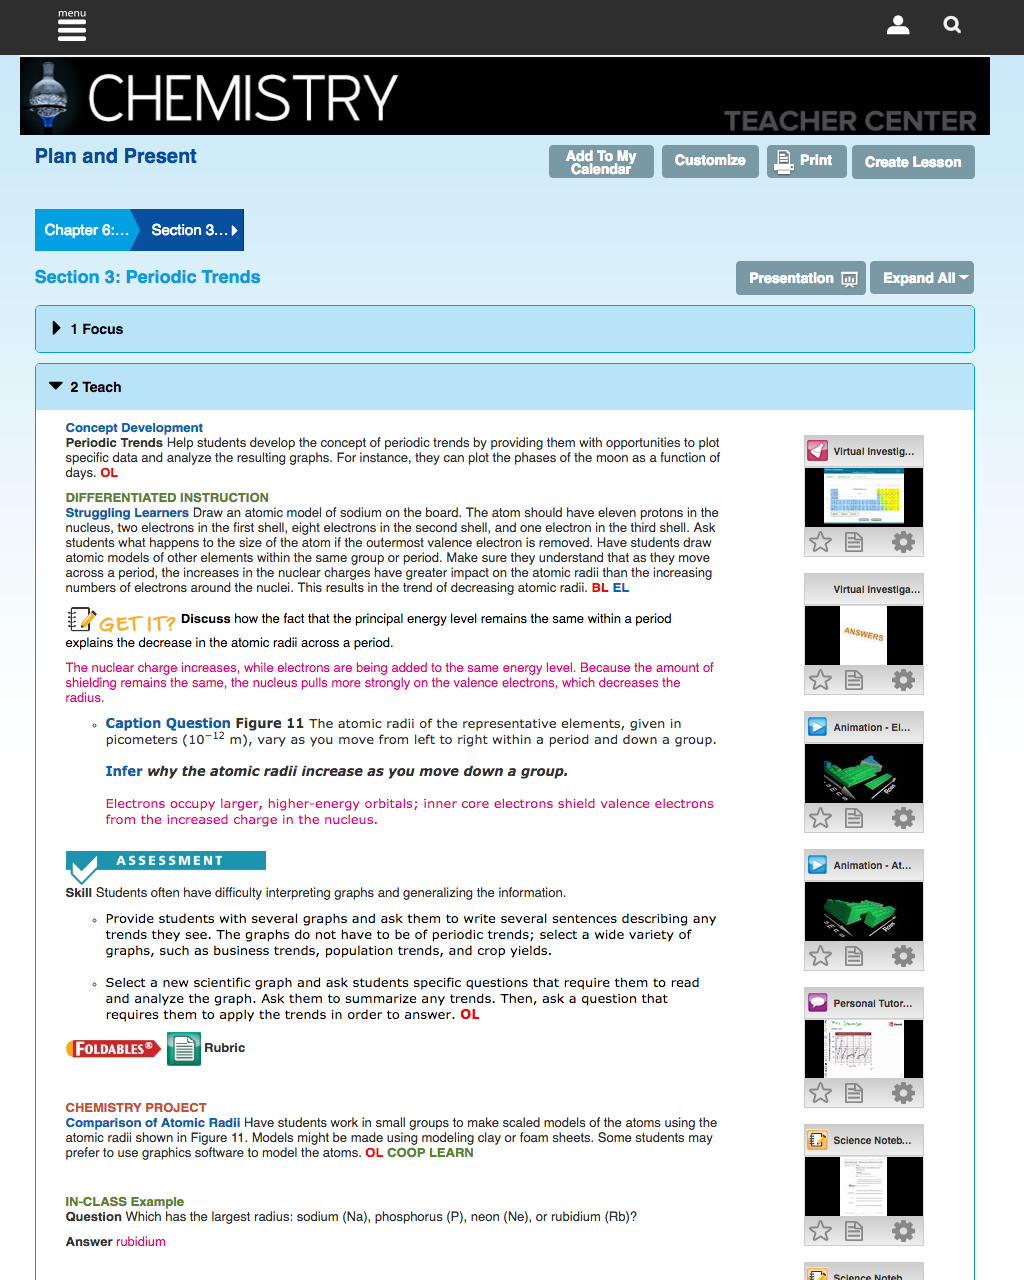 menu
CHEMISTRY
TEACHER CENTER
Plan and Present
Add To My
Calendar
Customize
Print
Create Lesson
Chapter 6:...
Section 3...
Section 3: Periodic Trends
Presentation
Expand All
1 Focus
2 Teach
Concept Development
Periodic Trends Help students develop the concept of periodic trends by providing them with opportunities to plot
specific data and analyze the resulting graphs. For instance, they can plot the phases of the moon as a function of
days. OL
DIFFERENTIATED INSTRUCTION
Struggling Learners Draw an atomic model of sodium on the board. The atom should have eleven protons in the
nucleus, two electrons in the first shell, eight electrons in the second shell, and one electron in the third shell. Ask
students what happens to the size of the atom if the outermost valence electron is removed. Have students draw
atomic models of other elements within the same group or period. Make sure they understand that as they move
across a period, the increases in the nuclear charges have greater impact on the atomic radii than the increasing
numbers of electrons around the nuclei. This results in the trend of decreasing atomic radii. BL EL
GET IT? Discuss how the fact that the principal energy level remains the same within a period
explains the decrease in the atomic radii across a period.
The nuclear charge increases, while electrons are being added to the same energy level. Because the amount of
shielding remains the same, the nucleus pulls more strongly on the valence electrons, which decreases the
radius.
Caption Question Figure 11 The atomic radii of the representative elements, given in
picometers (10⁻¹² m), vary as you move from left to right within a period and down a group.
Infer why the atomic radii increase as you move down a group.
Electrons occupy larger, higher-energy orbitals; inner core electrons shield valence electrons
from the increased charge in the nucleus.
ASSESSMENT
Skill Students often have difficulty interpreting graphs and generalizing the information.
Provide students with several graphs and ask them to write several sentences describing any
trends they see. The graphs do not have to be of periodic trends; select a wide variety of
graphs, such as business trends, population trends, and crop yields.
Select a new scientific graph and ask students specific questions that require them to read
and analyze the graph. Ask them to summarize any trends. Then, ask a question that
requires them to apply the trends in order to answer. OL
FOLDABLES® Rubric
CHEMISTRY PROJECT
Comparison of Atomic Radii Have students work in small groups to make scaled models of the atoms using the
atomic radii shown in Figure 11. Models might be made using modeling clay or foam sheets. Some students may
prefer to use graphics software to model the atoms. OL COOP LEARN
IN-CLASS Example
Question Which has the largest radius: sodium (Na), phosphorus (P), neon (Ne), or rubidium (Rb)?
Answer rubidium
Virtual Investig...
Virtual Investiga...
ANSWERS
Animation - El...
Animation - At...
Personal Tutor...
Science Noteb...
Science Noteb...